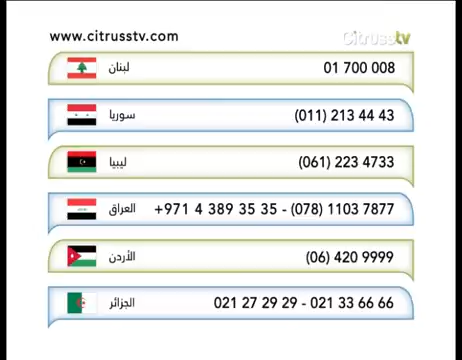 www.citrusstv.com
Citrusstv
لبنان 01 700 008
سوريا (011) 213 44 43
ليبيا (061) 223 4733
العراق +971 4 389 35 35 - (078) 1103 7877
الأردن (06) 420 9999
الجزائر 021 27 29 29 - 021 33 66 66